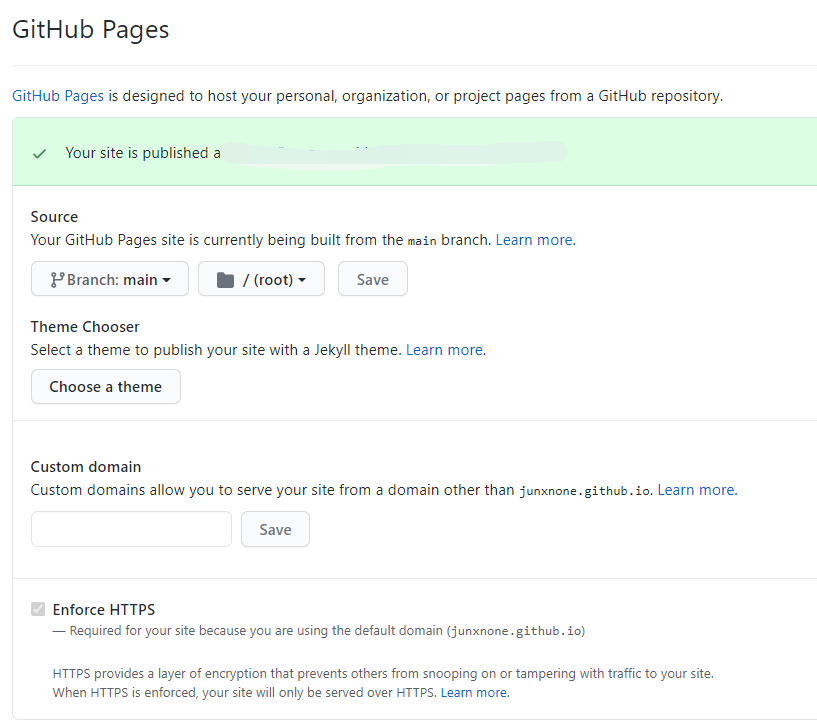 GitHub Pages
GitHub Pages is designed to host your personal, organization, or project pages from a GitHub repository.
Your site is published a
Source
Your GitHub Pages site is currently being built from the main branch. Learn more.
Branch: main / (root) Save
Theme Chooser
Select a theme to publish your site with a Jekyll theme. Learn more.
Choose a theme
Custom domain
Custom domains allow you to serve your site from a domain other than junxnone.github.io. Learn more.
Save
Enforce HTTPS
— Required for your site because you are using the default domain (junxnone.github.io)
HTTPS provides a layer of encryption that prevents others from snooping on or tampering with traffic to your site.
When HTTPS is enforced, your site will only be served over HTTPS. Learn more.